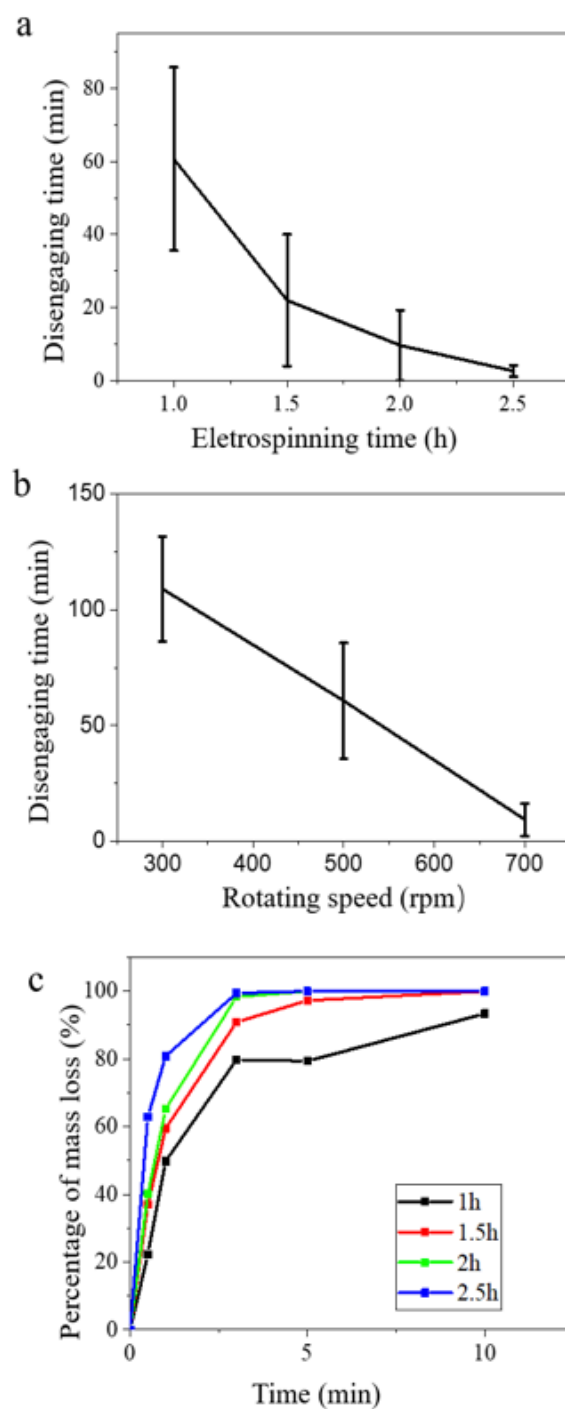 a
Disengaging time (min)
80
60
40
20
0
1.0 1.5 2.0 2.5
Eletrospinning time (h)
b
Disengaging time (min)
150
100
50
0
300 400 500 600 700
Rotating speed (rpm)
c
Percentage of mass loss (%)
100
80
60
40
20
0
1h
1.5h
2h
2.5h
0 5 10
Time (min)